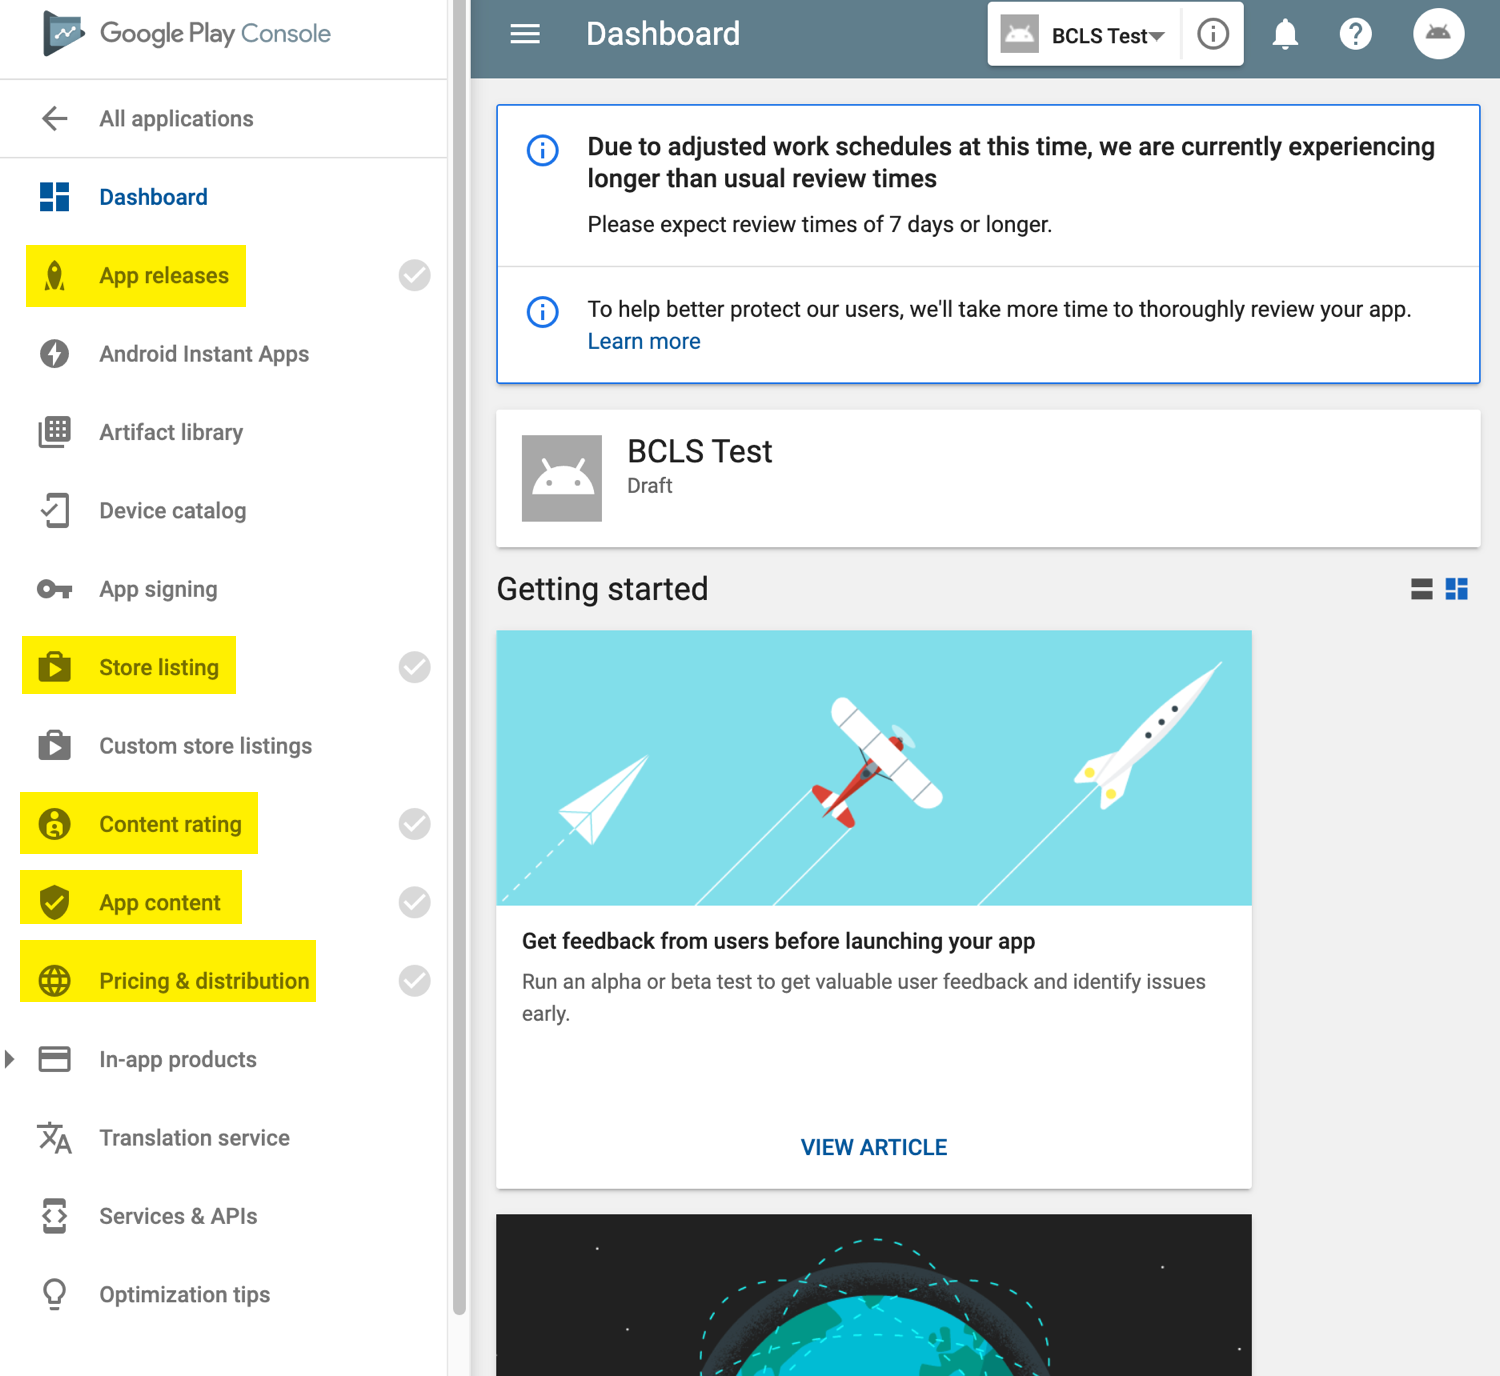 Google Play Console
All applications
Dashboard
App releases
Android Instant Apps
Artifact library
Device catalog
App signing
Store listing
Custom store listings
Content rating
App content
Pricing & distribution
In-app products
Translation service
Services & APIs
Optimization tips
Dashboard
BCLS Test
Due to adjusted work schedules at this time, we are currently experiencing
longer than usual review times
Please expect review times of 7 days or longer.
To help better protect our users, we'll take more time to thoroughly review your app.
Learn more
BCLS Test
Draft
Getting started
Get feedback from users before launching your app
Run an alpha or beta test to get valuable user feedback and identify issues
early.
VIEW ARTICLE